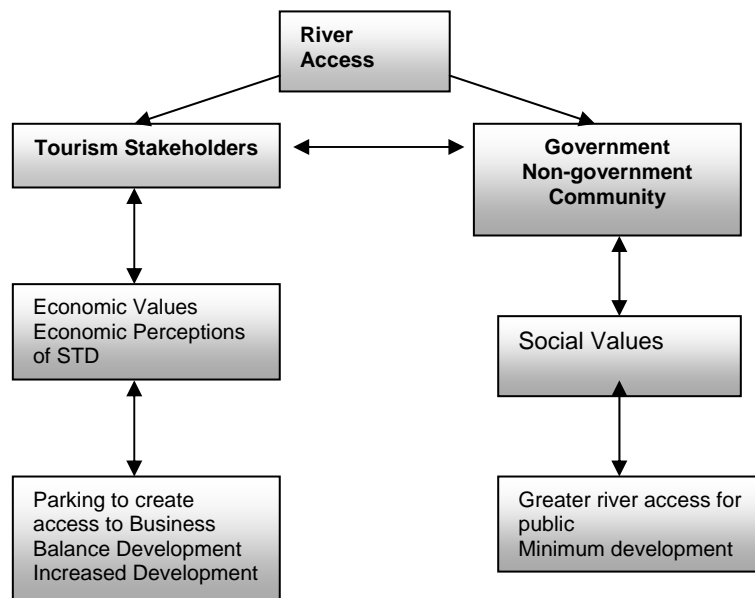 River
Access
Tourism Stakeholders
Government
Non-government
Community
Economic Values
Economic Perceptions
of STD
Social Values
Parking to create
access to Business
Balance Development
Increased Development
Greater river access for
public
Minimum development